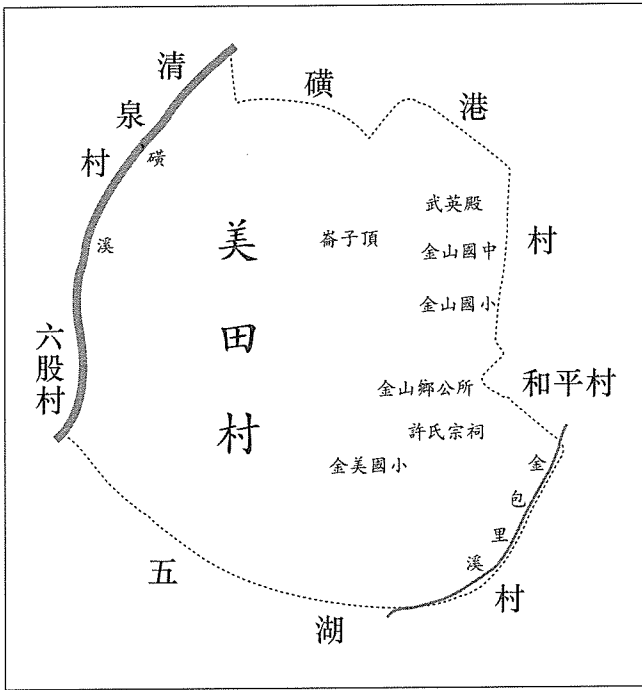 清泉村
磺港村
磺溪
武英殿
美田村
崙子頂
金山國中
金山國小
六股村
和平村
金山鄉公所
許氏宗祠
金美國小
金包里溪
五湖村